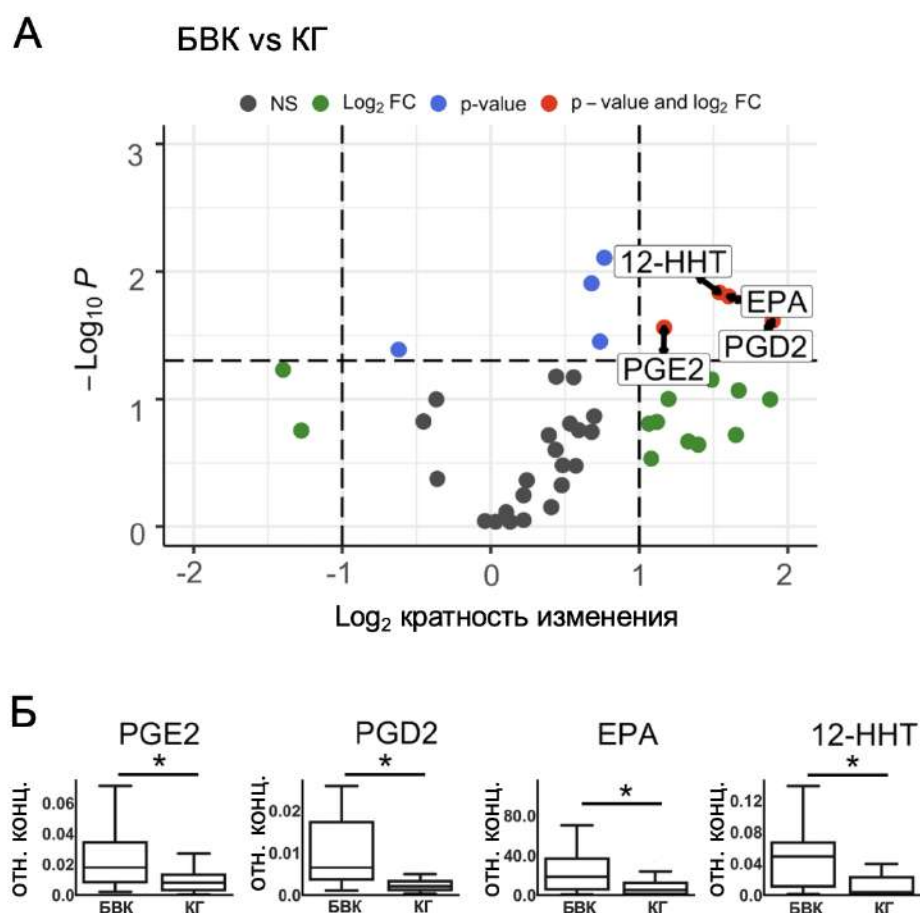 А
БВК vs КГ
NS Log₂ FC p-value p – value and log₂ FC
3
2
1
0
– Log₁₀ P
12-HHT
EPA
PGD2
PGE2
-2 -1 0 1 2
Log₂ кратность изменения
Б
PGE2 PGD2 EPA 12-HHT
* * * *
отн. конц.
0.06
0.04
0.02
0.0
БВК КГ
отн. конц.
0.02
0.01
0.0
БВК КГ
отн. конц.
80.0
40.0
0.0
БВК КГ
отн. конц.
0.12
0.08
0.04
0.0
БВК КГ